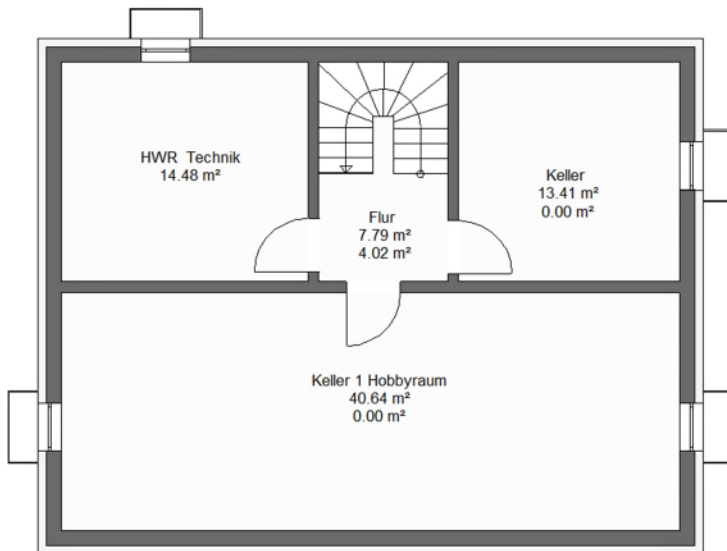 HWR Technik
14.48 m²
Keller
13.41 m²
0.00 m²
Flur
7.79 m²
4.02 m²
Keller 1 Hobbyraum
40.64 m²
0.00 m²